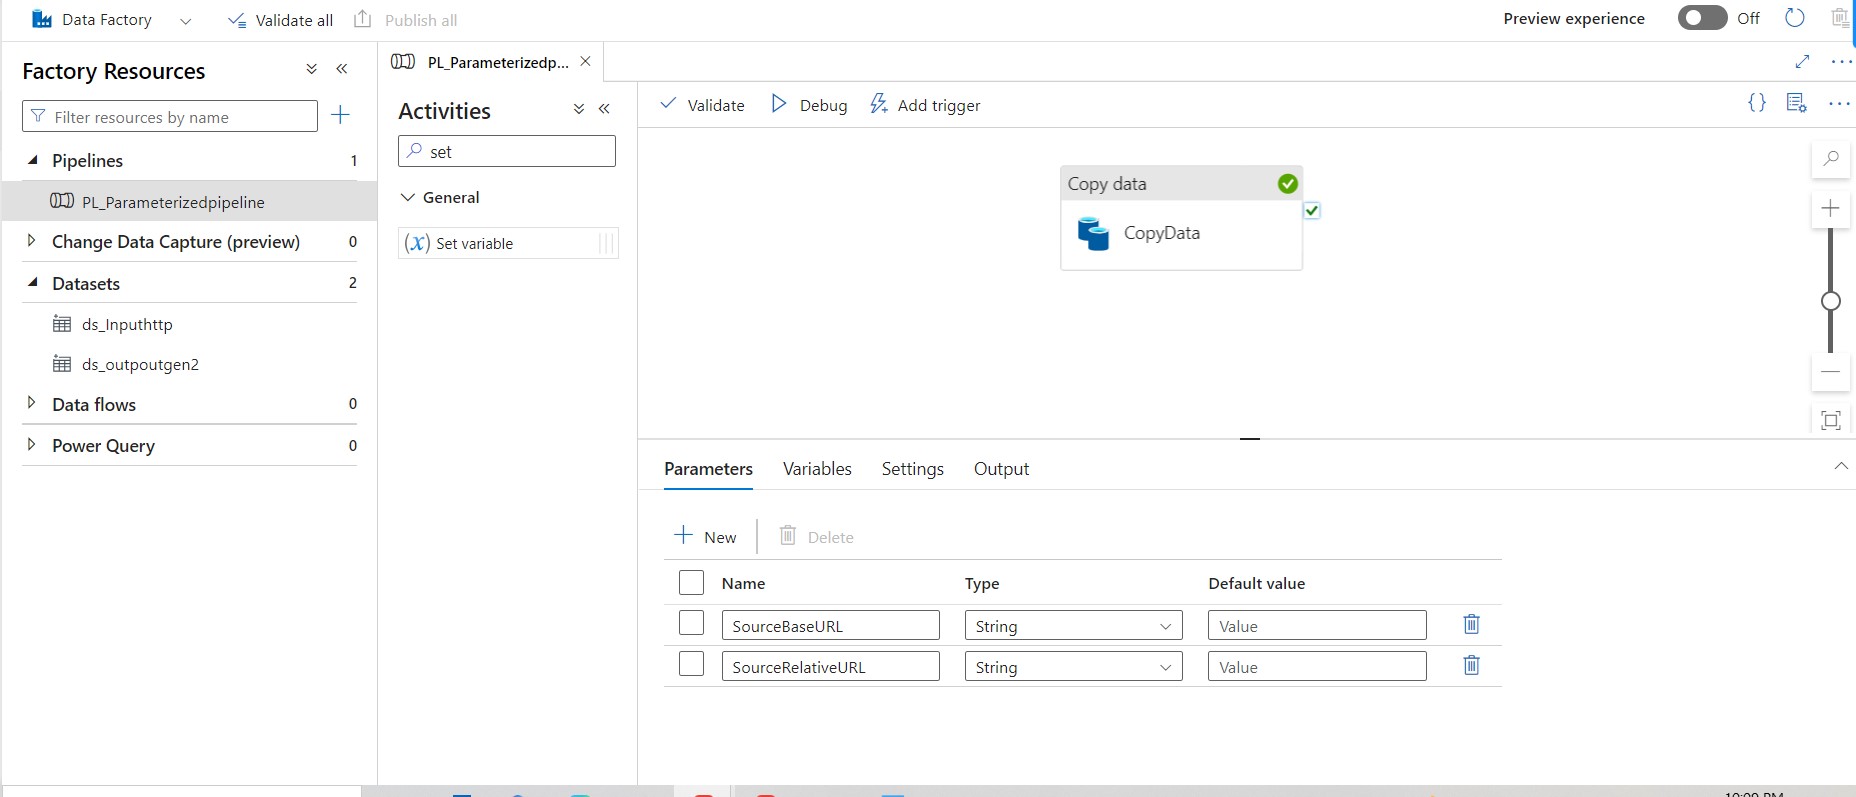 Data Factory
Validate all
Publish all
Preview experience
Off
Factory Resources
Filter resources by name
Pipelines 1
PL_Parameterizedpipeline
Change Data Capture (preview) 0
Datasets 2
ds_Inputhttp
ds_outpoutgen2
Data flows 0
Power Query 0
PL_Parameterizedp...
Activities
set
General
(x) Set variable
Validate
Debug
Add trigger
{}
Copy data
CopyData
Parameters Variables Settings Output
New
Delete
Name Type Default value
SourceBaseURL String Value
SourceRelativeURL String Value